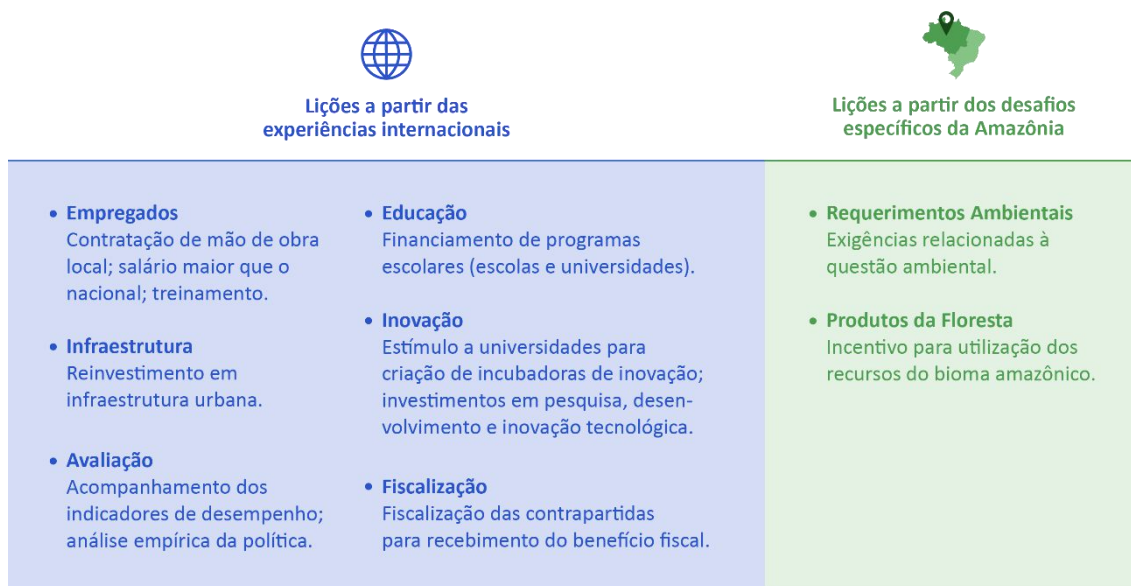 Lições a partir das
experiências internacionais
Lições a partir dos desafios
específicos da Amazônia
• Empregados
Contratação de mão de obra
local; salário maior que o
nacional; treinamento.
• Infraestrutura
Reinvestimento em
infraestrutura urbana.
• Avaliação
Acompanhamento dos
indicadores de desempenho;
análise empírica da política.
• Educação
Financiamento de programas
escolares (escolas e universidades).
• Inovação
Estímulo a universidades para
criação de incubadoras de inovação;
investimentos em pesquisa, desen-
volvimento e inovação tecnológica.
• Fiscalização
Fiscalização das contrapartidas
para recebimento do benefício fiscal.
• Requerimentos Ambientais
Exigências relacionadas à
questão ambiental.
• Produtos da Floresta
Incentivo para utilização dos
recursos do bioma amazônico.